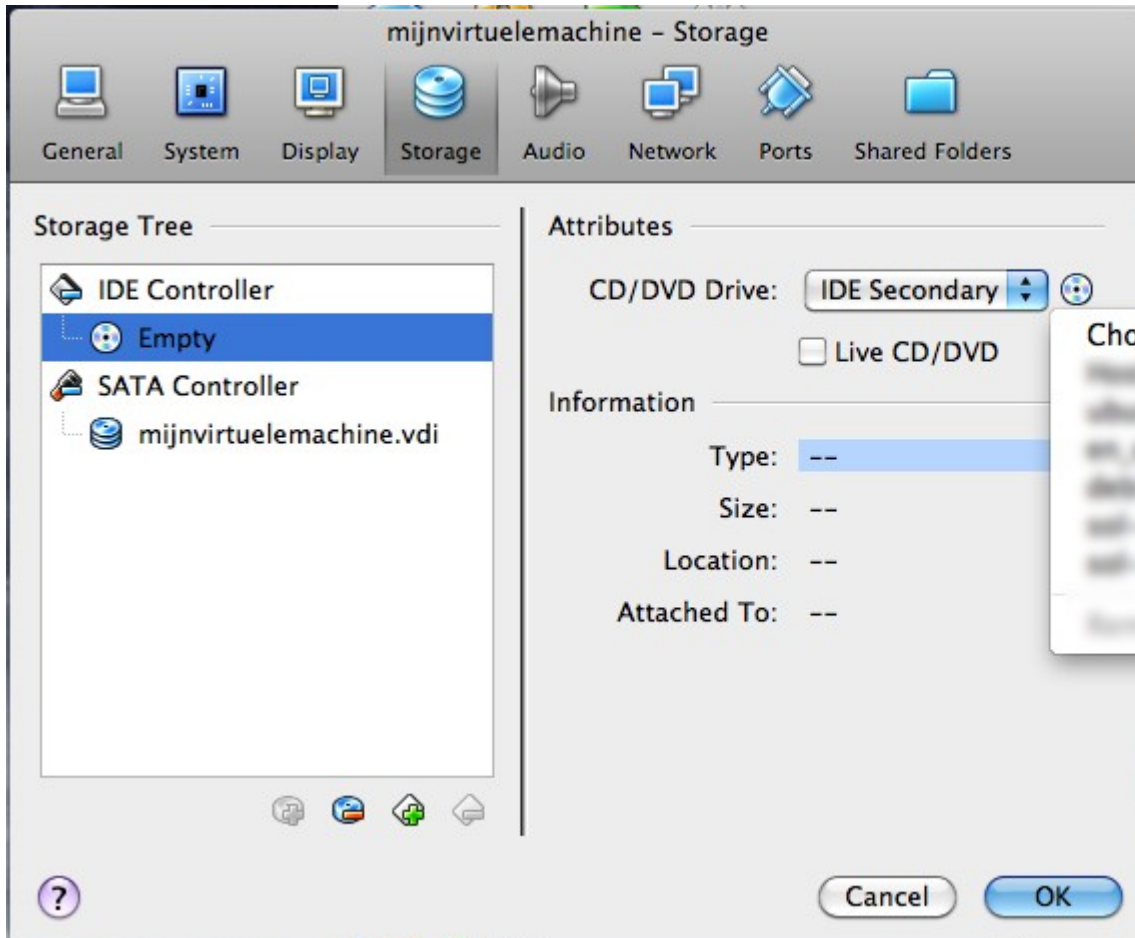 mijnvirtuelemachine – Storage
General System Display Storage Audio Network Ports Shared Folders
Storage Tree
IDE Controller
Empty
SATA Controller
mijnvirtuelemachine.vdi
Attributes
CD/DVD Drive: IDE Secondary
Live CD/DVD
Information
Type: --
Size: --
Location: --
Attached To: --
Cho
?
Cancel OK